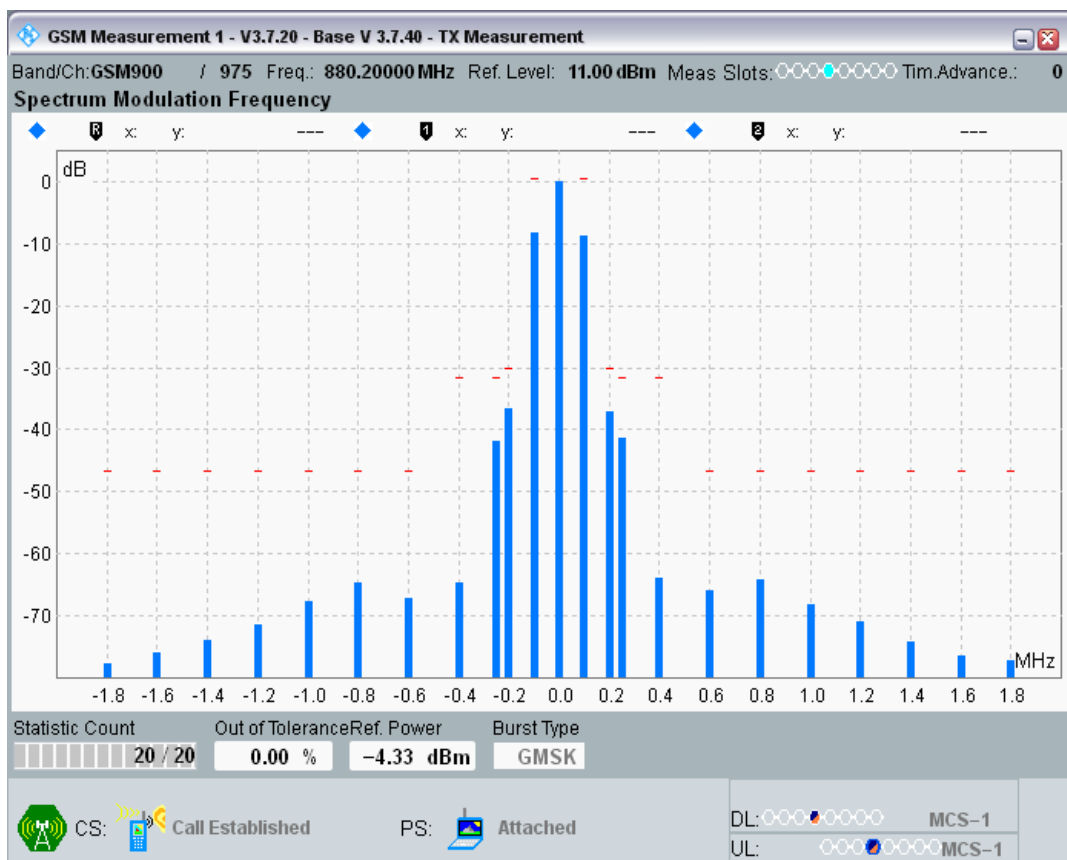 GSM Measurement 1 - V3.7.20 - Base V 3.7.40 - TX Measurement
Band/Ch:GSM900 / 975 Freq.: 880.20000 MHz Ref. Level: 11.00 dBm Meas Slots: Tim.Advance.: 0
Spectrum Modulation Frequency
R x: y: --- 1 x: y: --- 2 x: y: ---
dB
0
-10
-20
-30
-40
-50
-60
-70
MHz
-1.8 -1.6 -1.4 -1.2 -1.0 -0.8 -0.6 -0.4 -0.2 0.0 0.2 0.4 0.6 0.8 1.0 1.2 1.4 1.6 1.8
Statistic Count Out of Tolerance Ref. Power Burst Type
20 / 20 0.00 % −4.33 dBm GMSK
CS: Call Established PS: Attached DL: MCS−1
UL: MCS−1